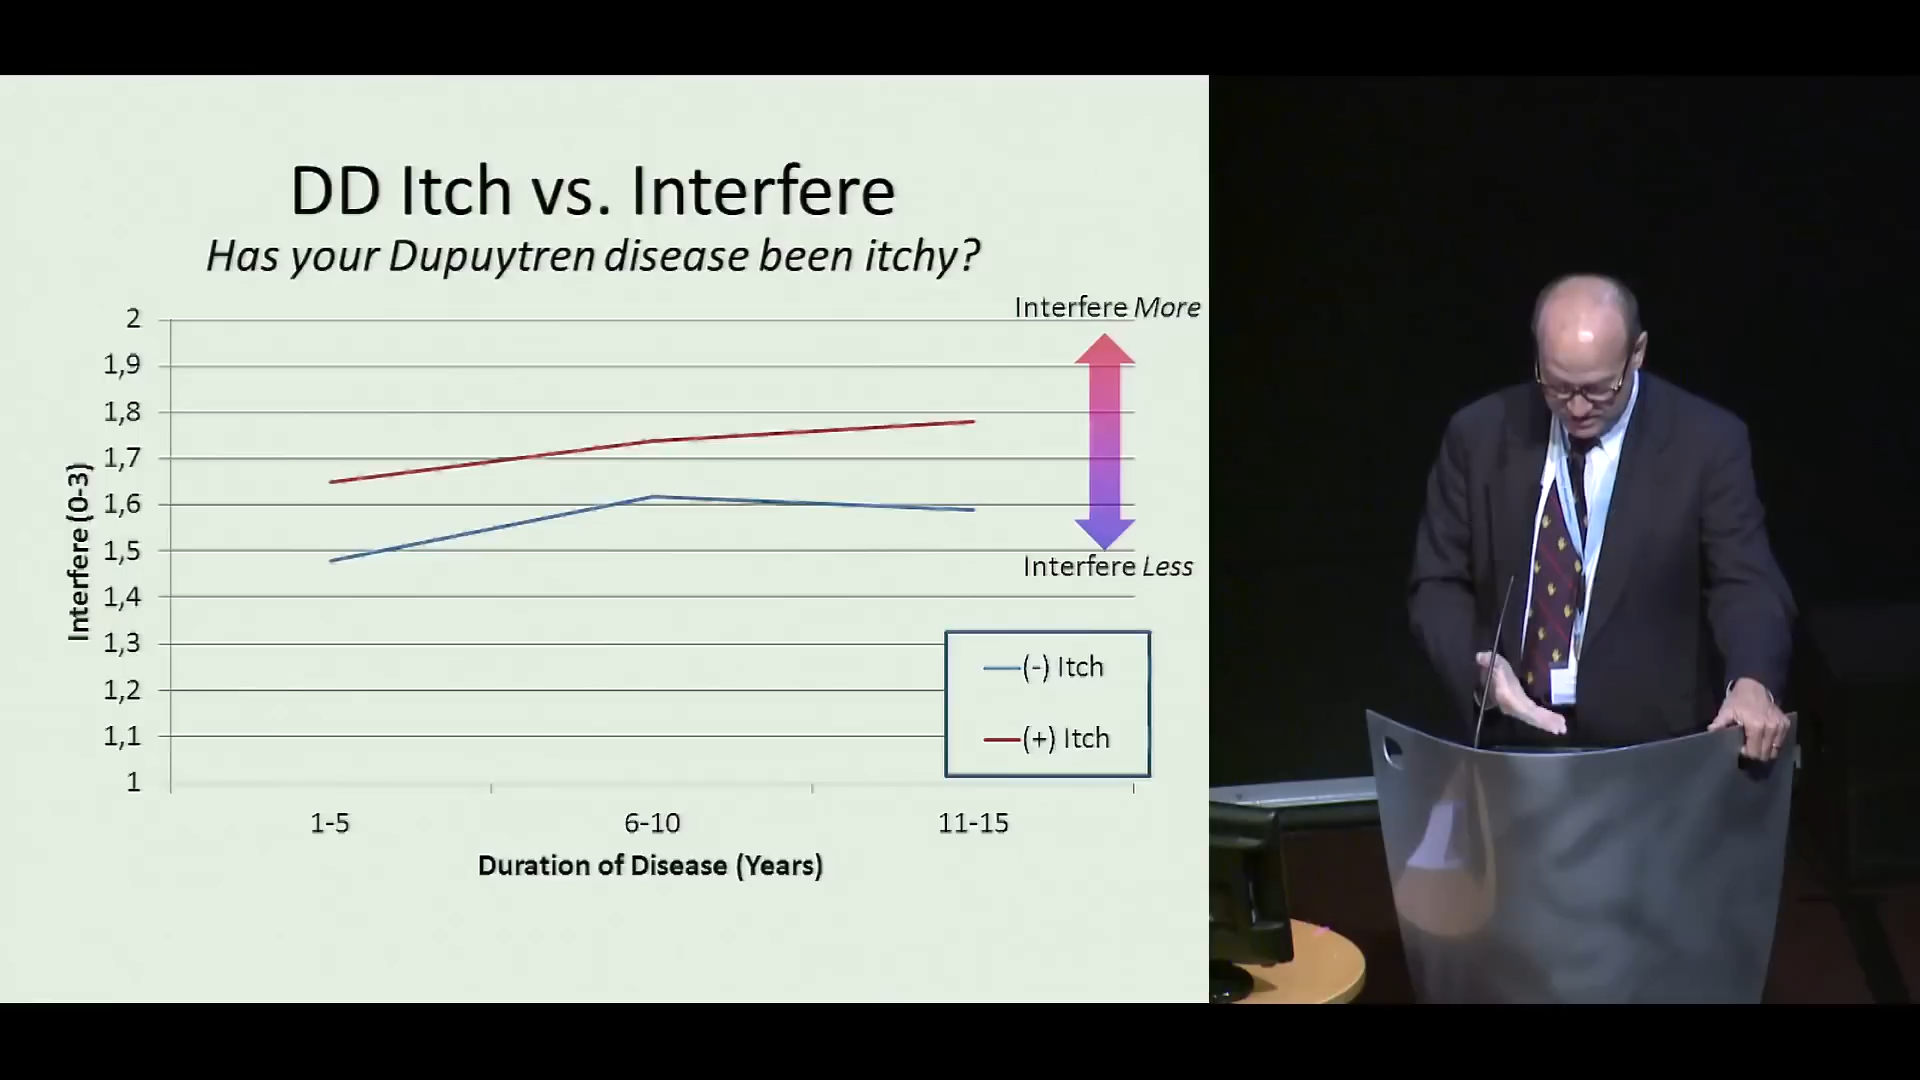 DD Itch vs. Interfere
Has your Dupuytren disease been itchy?
Interfere More
Interfere Less
2
1,9
1,8
1,7
1,6
1,5
1,4
1,3
1,2
1,1
1
Interfere (0-3)
(-) Itch
(+) Itch
1-5
6-10
11-15
Duration of Disease (Years)